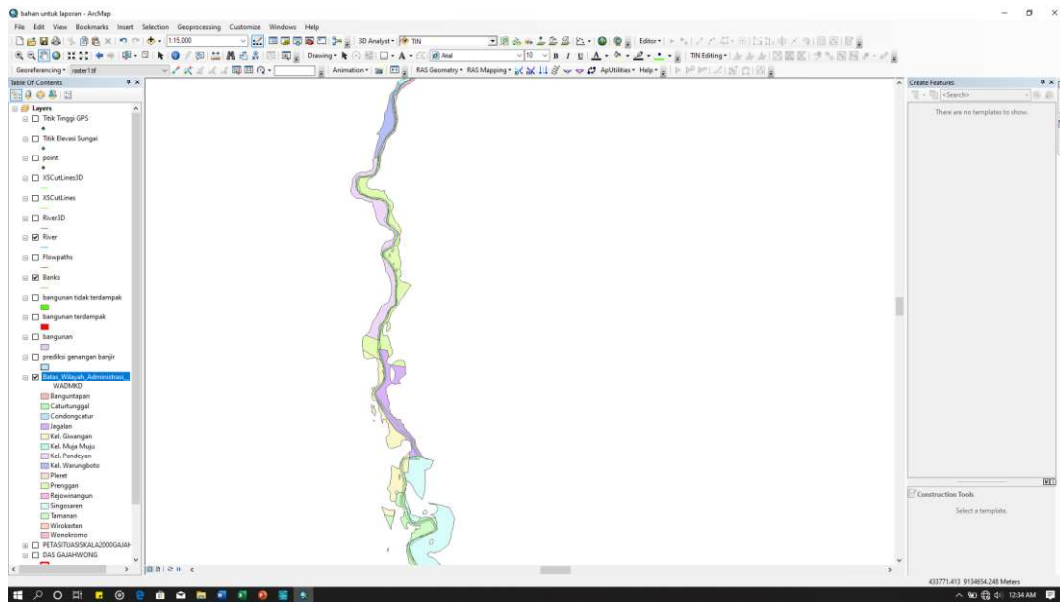 bahan untuk laporan - ArcMap
File Edit View Bookmarks Insert Selection Geoprocessing Customize Windows Help
1:15.000 3D Analyst TIN Editor
Drawing Arial 10 B I U A TIN Editing
Georeferencing raster1.tif Animation RAS Geometry RAS Mapping ApUtilities Help
Table Of Contents
Create Features
<Search>
There are no templates to show.
Layers
Titik Tinggi GPS
Titik Elevasi Sungai
point
XSCutLines3D
XSCutLines
River3D
River
Flowpaths
Banks
bangunan tidak terdampak
bangunan terdampak
bangunan
prediksi genangan banjir
Batas_Wilayah_Administrasi_
WADMKD
Banguntapan
Caturtunggal
Condongcatur
Jagalan
Kel. Giwangan
Kel. Muja Muju
Kel. Pandeyan
Kel. Warungboto
Pleret
Prenggan
Rejowinangun
Singosaren
Tamanan
Wirokerten
Wonokromo
PETASITUASISKALA2000GAJAH
DAS GAJAHWONG
Construction Tools
Select a template.
433771.413 9134654.248 Meters
12:34 AM